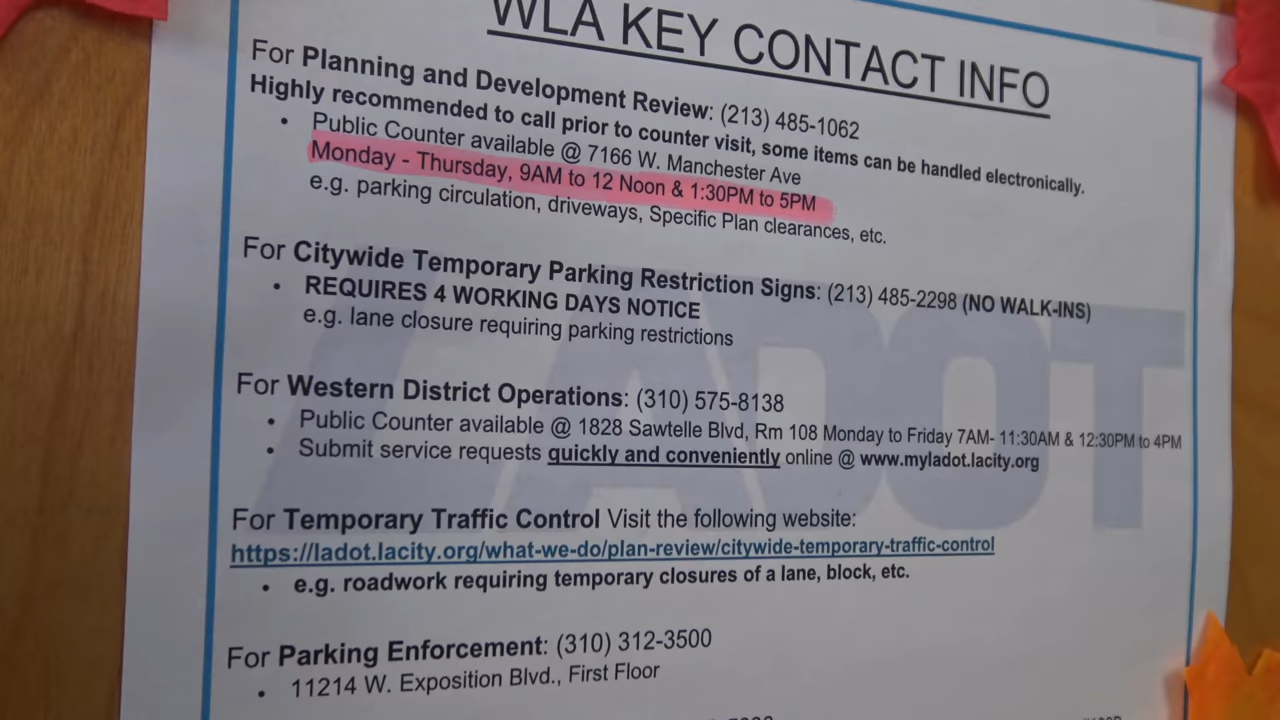 WLA KEY CONTACT INFO
For Planning and Development Review: (213) 485-1062
Highly recommended to call prior to counter visit, some items can be handled electronically.
• Public Counter available @ 7166 W. Manchester Ave
Monday - Thursday, 9AM to 12 Noon & 1:30PM to 5PM
e.g. parking circulation, driveways, Specific Plan clearances, etc.
For Citywide Temporary Parking Restriction Signs: (213) 485-2298 (NO WALK-INS)
• REQUIRES 4 WORKING DAYS NOTICE
e.g. lane closure requiring parking restrictions
For Western District Operations: (310) 575-8138
• Public Counter available @ 1828 Sawtelle Blvd, Rm 108 Monday to Friday 7AM- 11:30AM & 12:30PM to 4PM
• Submit service requests quickly and conveniently online @ www.myladot.lacity.org
For Temporary Traffic Control Visit the following website:
https://ladot.lacity.org/what-we-do/plan-review/citywide-temporary-traffic-control
• e.g. roadwork requiring temporary closures of a lane, block, etc.
For Parking Enforcement: (310) 312-3500
• 11214 W. Exposition Blvd., First Floor
LADOT